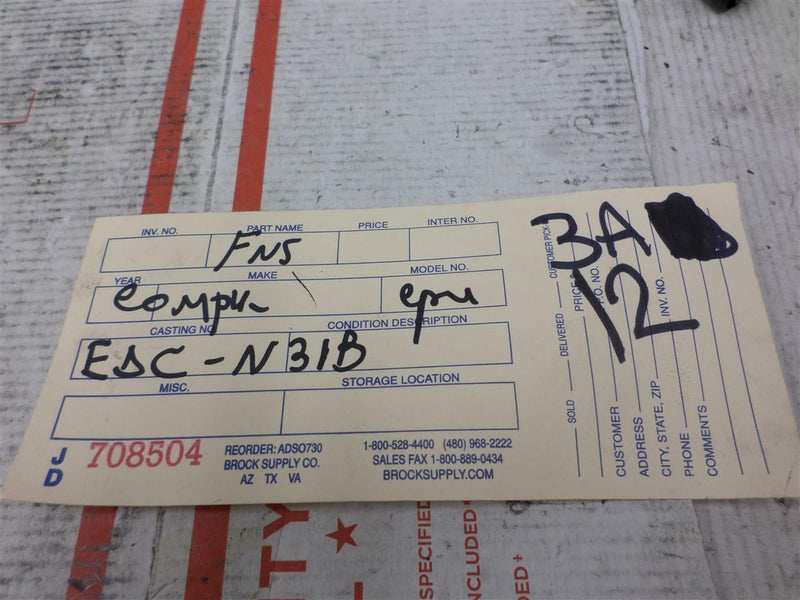 INV. NO. PART NAME PRICE INTER NO.
FNS
YEAR MAKE MODEL NO.
compu cpu
CASTING NO. CONDITION DESCRIPTION
EDC-N31B
MISC. STORAGE LOCATION
J
D
708504
REORDER: ADSO730
BROCK SUPPLY CO.
AZ TX VA
1-800-528-4400 (480) 968-2222
SALES FAX 1-800-889-0434
BROCKSUPPLY.COM
3A
12
SOLD DELIVERED CUSTOMER PICK-
PRICE
P.O. NO.
CUSTOMER
ADDRESS
CITY, STATE, ZIP INV. NO.
PHONE
COMMENTS
SPECIFIED
INCLUDED+
DED+